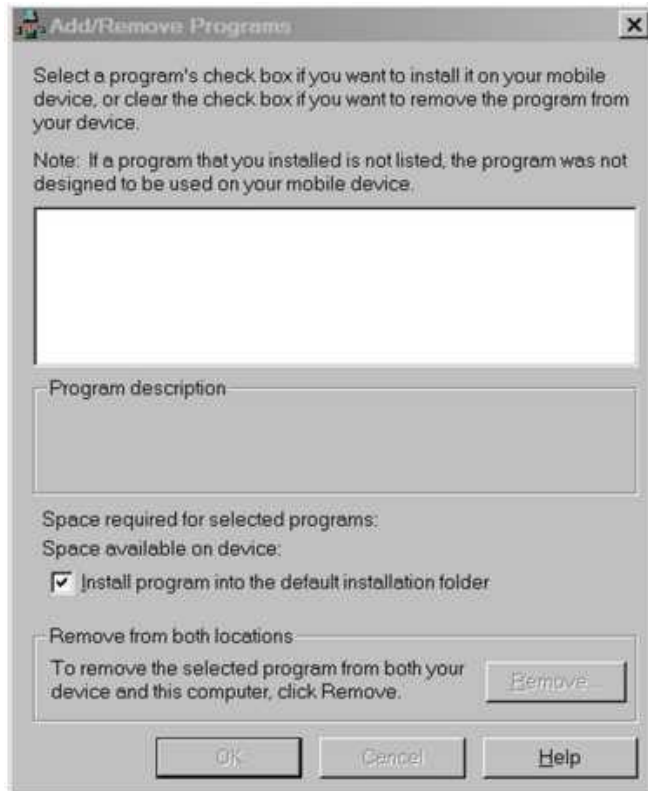 Add/Remove Programs
Select a program's check box if you want to install it on your mobile
device, or clear the check box if you want to remove the program from
your device.
Note: If a program that you installed is not listed, the program was not
designed to be used on your mobile device.
Program description
Space required for selected programs:
Space available on device:
Install program into the default installation folder
Remove from both locations
To remove the selected program from both your
device and this computer, click Remove.
Remove...
OK
Cancel
Help